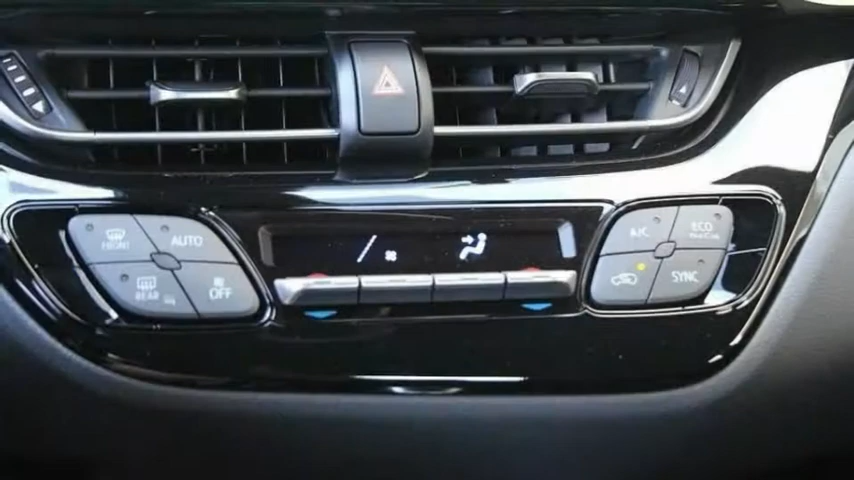 FRONT
AUTO
REAR
OFF
A/C
ECO
SYNC